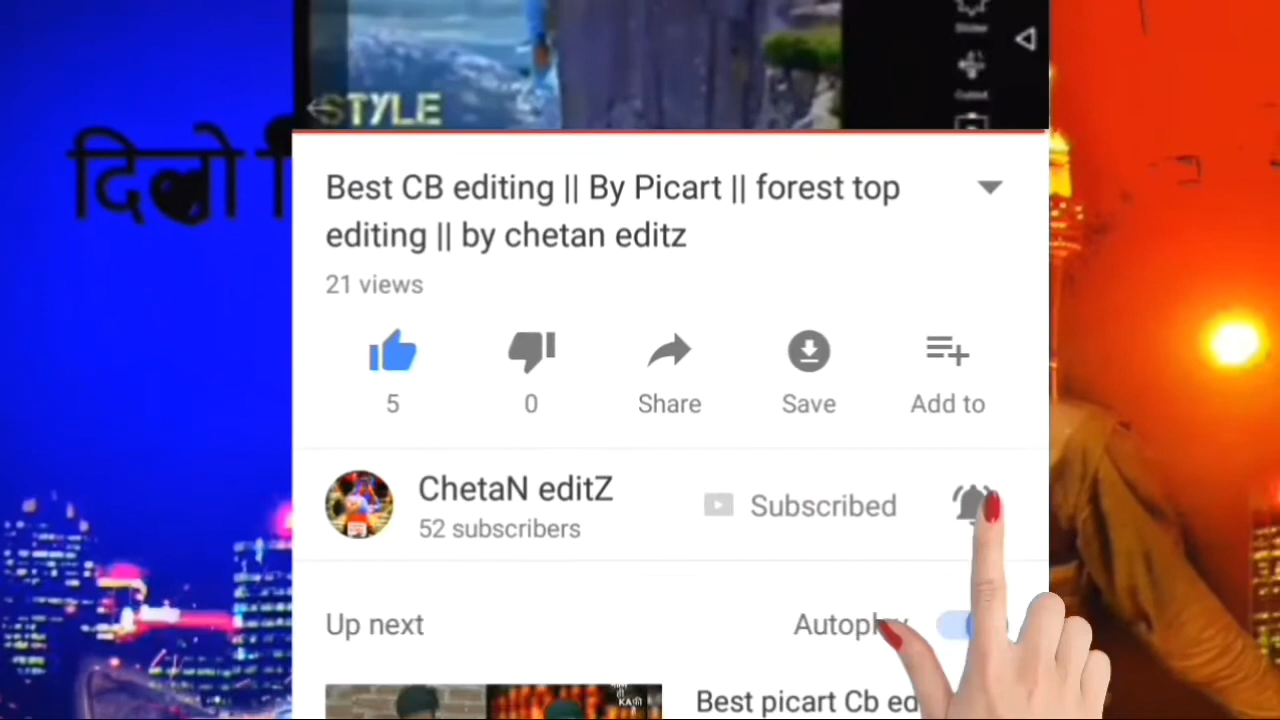 STYLE
दिलो
Best CB editing || By Picart || forest top
editing || by chetan editz
21 views
5
0
Share
Save
Add to
ChetaN editZ
52 subscribers
Subscribed
Up next
Best picart Cb ed